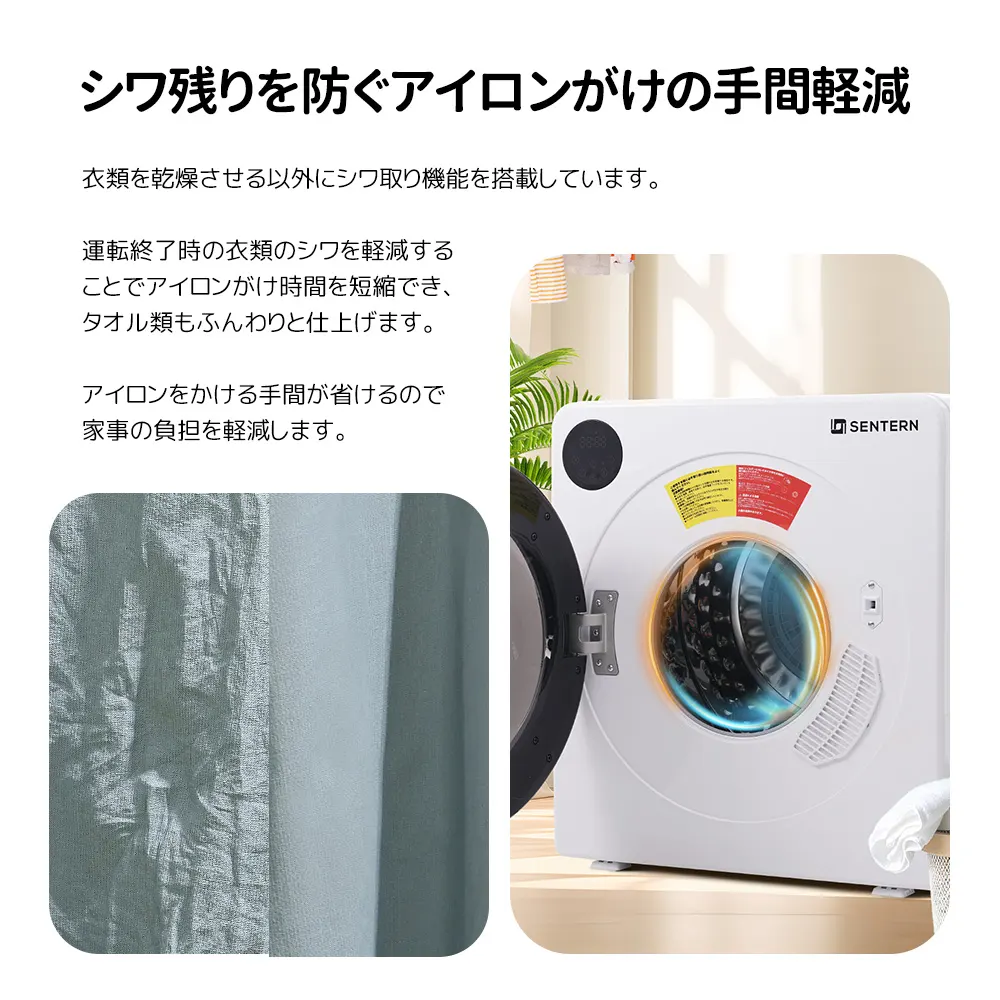 シワ残りを防ぐアイロンがけの手間軽減
衣類を乾燥させる以外にシワ取り機能を搭載しています。
運転終了時の衣類のシワを軽減する
ことでアイロンがけ時間を短縮でき、
タオル類もふんわりと仕上げます。
アイロンをかける手間が省けるので
家事の負担を軽減します。
SENTERN